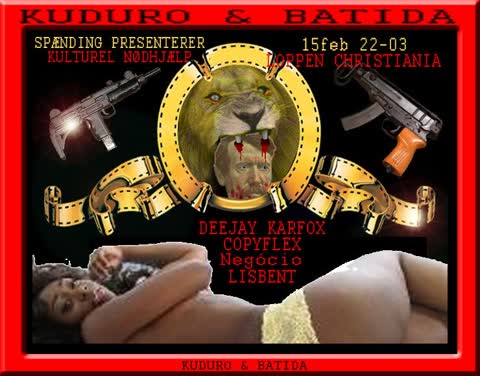 KUDURO & BATIDA
SPÆNDING PRESENTERER
KULTUREL NØDHJÆLP
15feb 22-03
LOPPEN CHRISTIANIA
DEEJAY KARFOX
COPYFLEX
Negócio
LISBENT
KUDURO & BATIDA